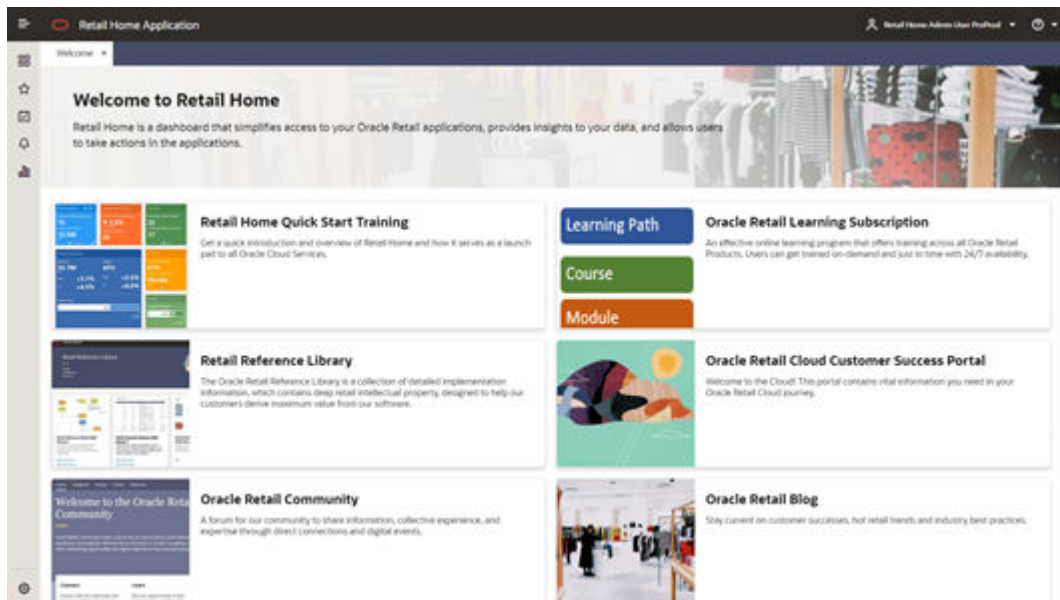 Retail Home Application
Retail Home Admin User PreProd
Welcome ×
Welcome to Retail Home
Retail Home is a dashboard that simplifies access to your Oracle Retail applications, provides insights to your data, and allows users
to take actions in the applications.
Retail Home Quick Start Training
Get a quick introduction and overview of Retail Home and how it serves as a launch
pad to all Oracle Cloud Services.
Learning Path
Course
Module
Oracle Retail Learning Subscription
An effective online learning program that offers training across all Oracle Retail
Products. Users can get trained on-demand and just in time with 24/7 availability.
Retail Reference Library
The Oracle Retail Reference Library is a collection of detailed implementation
information, which contains deep retail intellectual property, designed to help our
customers derive maximum value from our software.
Oracle Retail Cloud Customer Success Portal
Welcome to the Cloud! This portal contains vital information you need in your
Oracle Retail Cloud journey.
Welcome to the Oracle Reta
Community
Oracle Retail Community
A forum for our community to share information, collective experience, and
expertise through direct connections and digital events.
Oracle Retail Blog
Stay current on customer successes, hot retail trends and industry best practices.